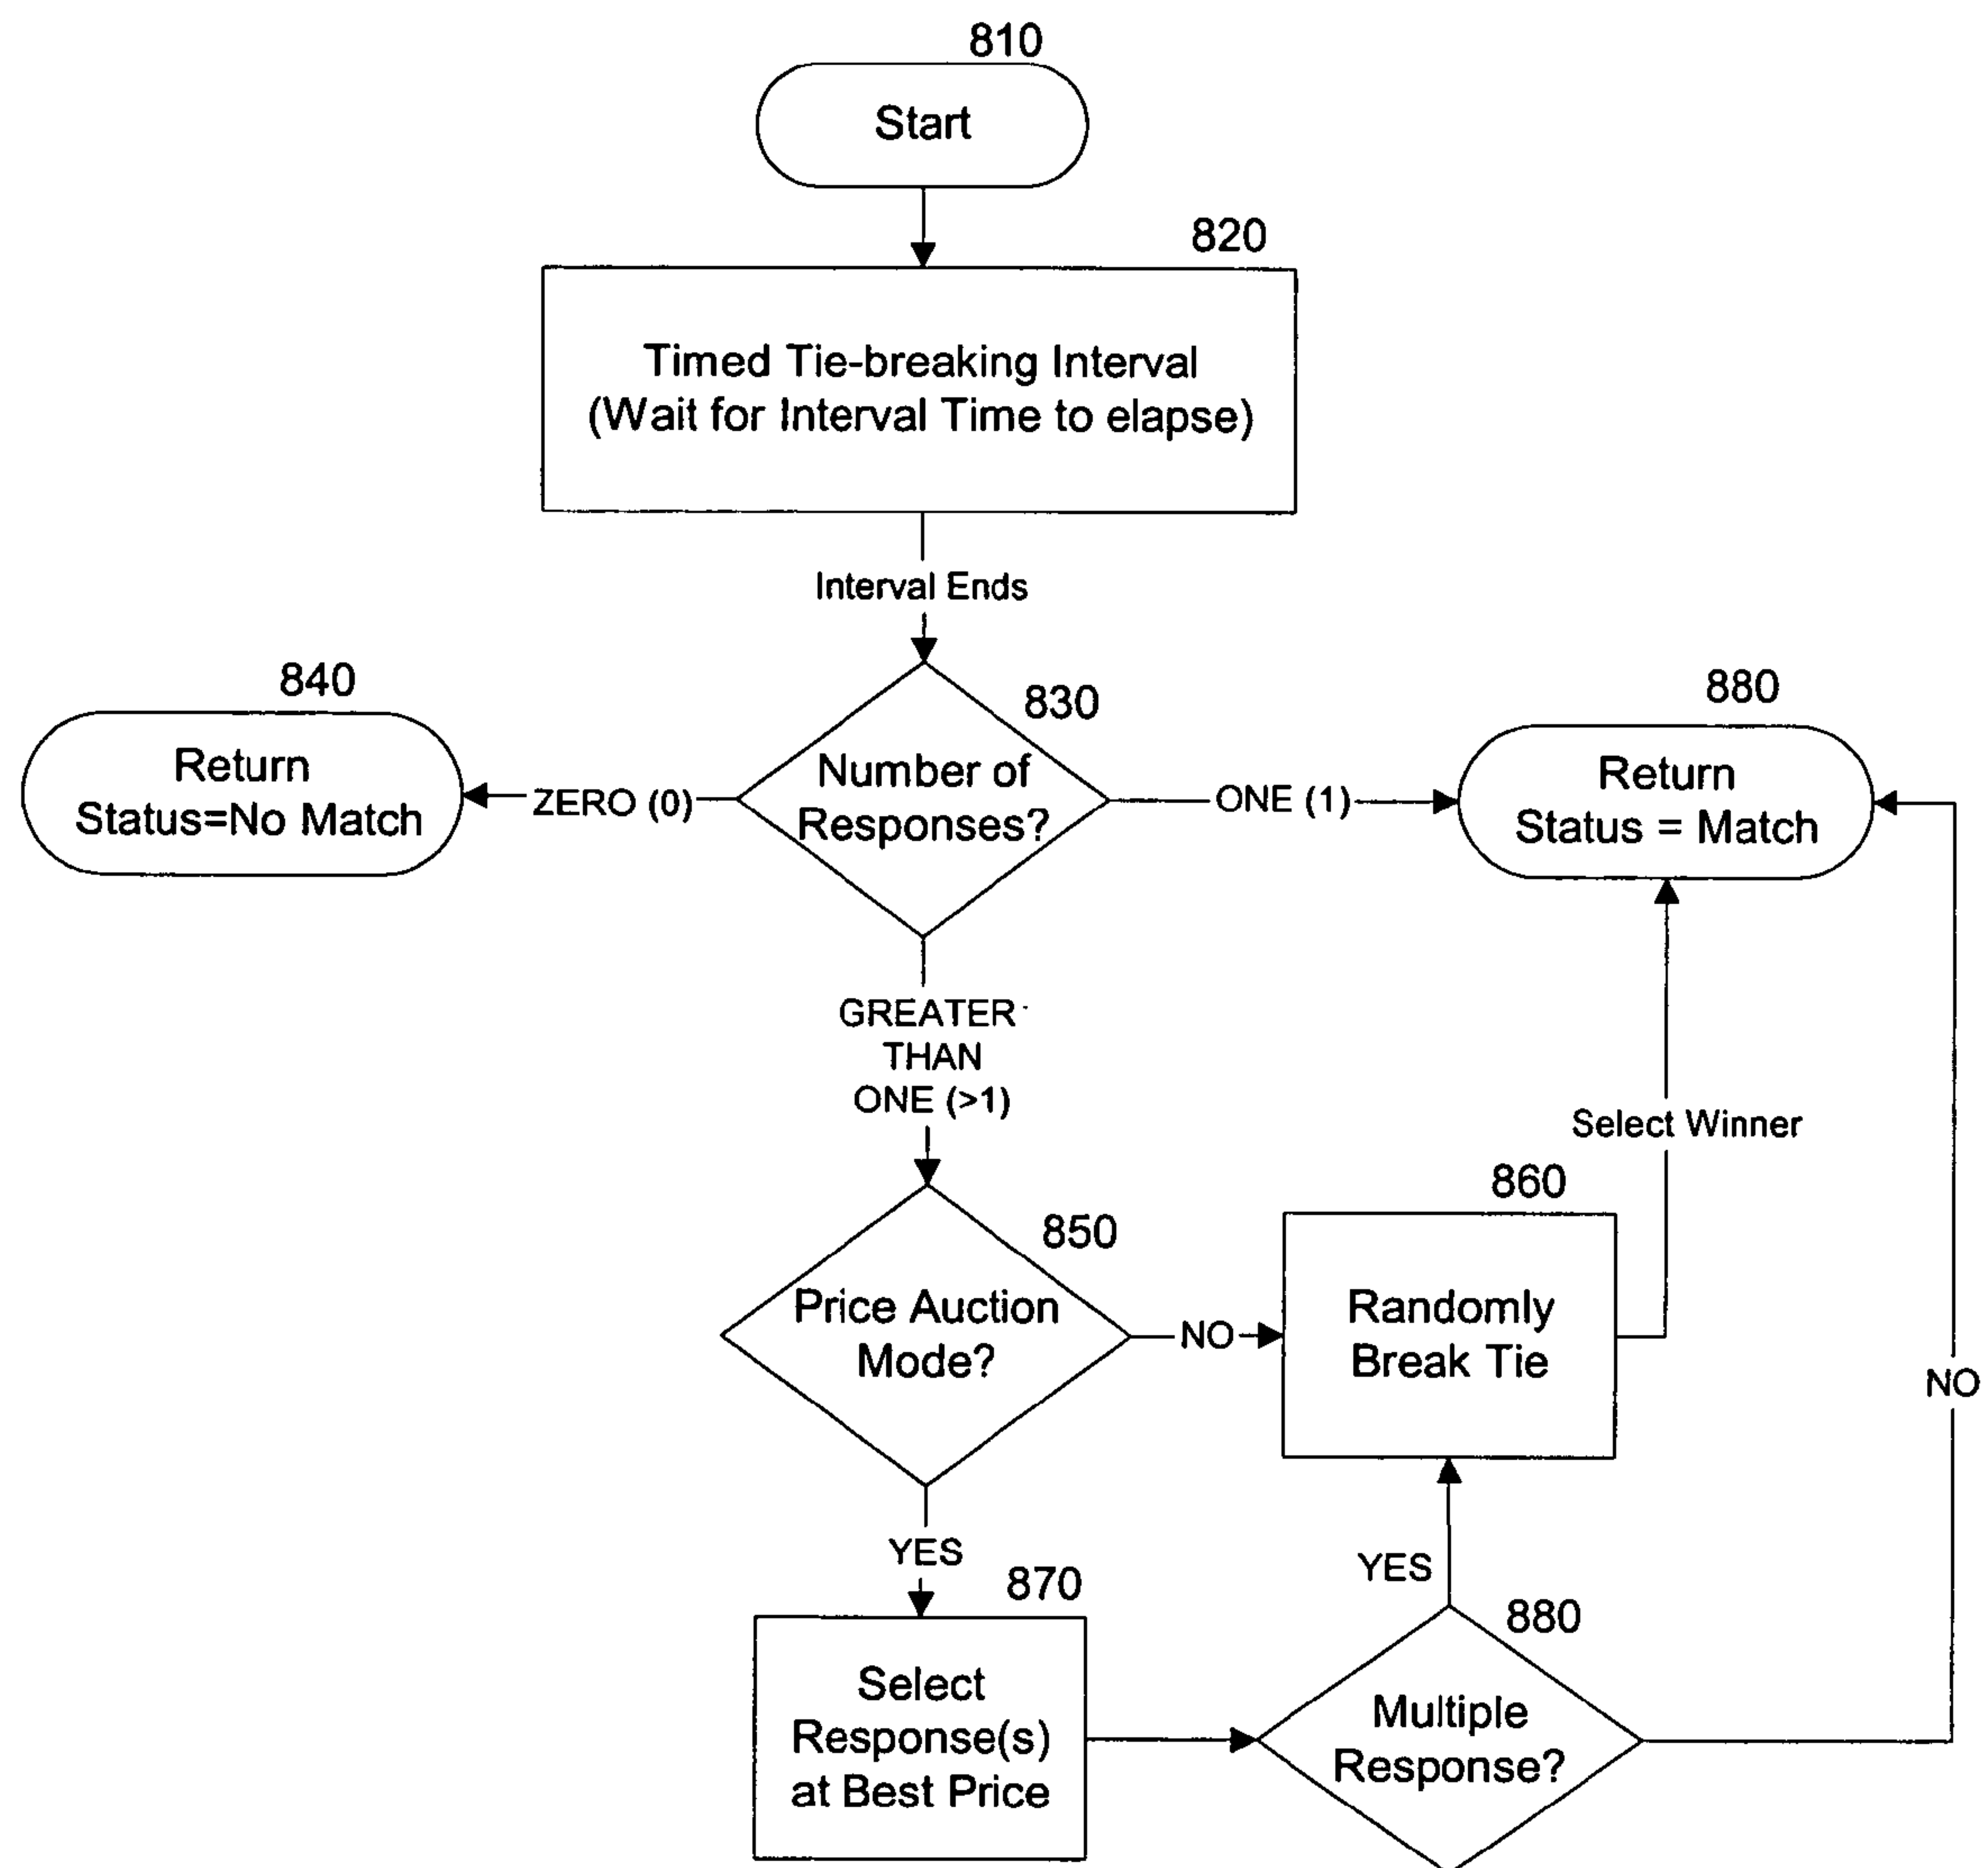 810
Start
820
Timed Tie-breaking Interval
(Wait for Interval Time to elapse)
Interval Ends
840
Return
Status=No Match
ZERO (0)
830
Number of
Responses?
ONE (1)
880
Return
Status = Match
GREATER
THAN
ONE (>1)
Select Winner
850
Price Auction
Mode?
NO
860
Randomly
Break Tie
NO
YES
870
Select
Response(s)
at Best Price
YES
880
Multiple
Response?